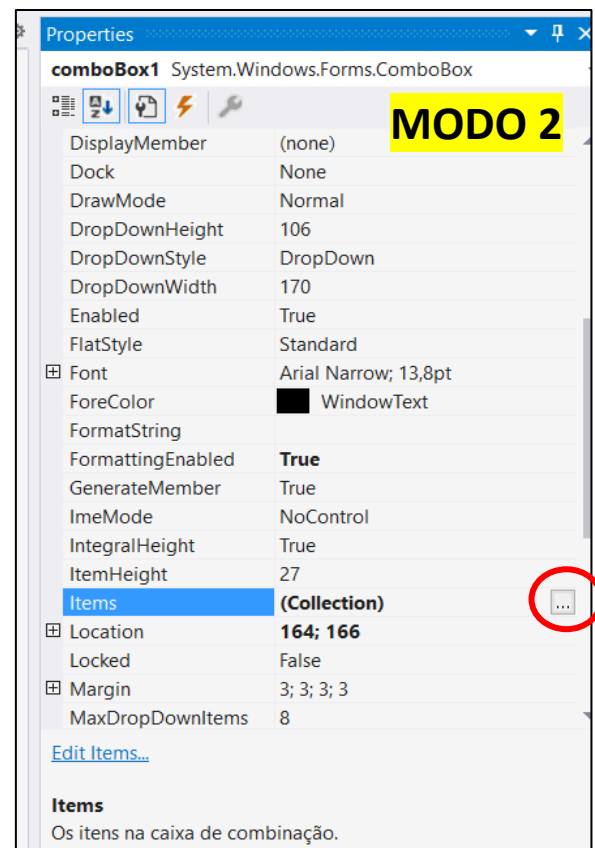 Properties
comboBox1 System.Windows.Forms.ComboBox
MODO 2
DisplayMember (none)
Dock None
DrawMode Normal
DropDownHeight 106
DropDownStyle DropDown
DropDownWidth 170
Enabled True
FlatStyle Standard
Font Arial Narrow; 13,8pt
ForeColor WindowText
FormatString
FormattingEnabled True
GenerateMember True
ImeMode NoControl
IntegralHeight True
ItemHeight 27
Items (Collection) ...
Location 164; 166
Locked False
Margin 3; 3; 3; 3
MaxDropDownItems 8
Edit Items...
Items
Os itens na caixa de combinação.